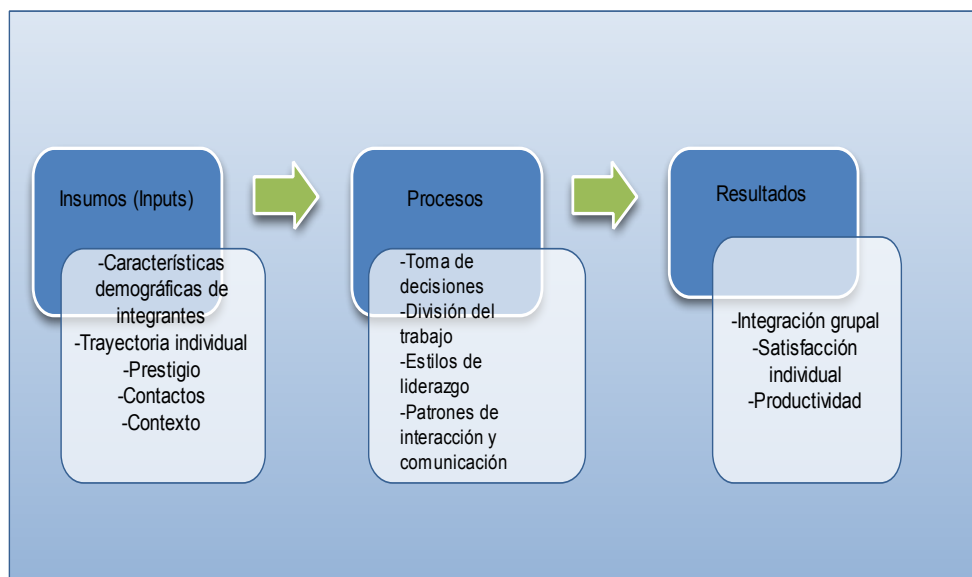 Insumos (Inputs)
-Características
demográficas de
integrantes
-Trayectoria individual
-Prestigio
-Contactos
-Contexto
Procesos
-Toma de
decisiones
-División del
trabajo
-Estilos de
liderazgo
-Patrones de
interacción y
comunicación
Resultados
-Integración grupal
-Satisfacción
individual
-Productividad